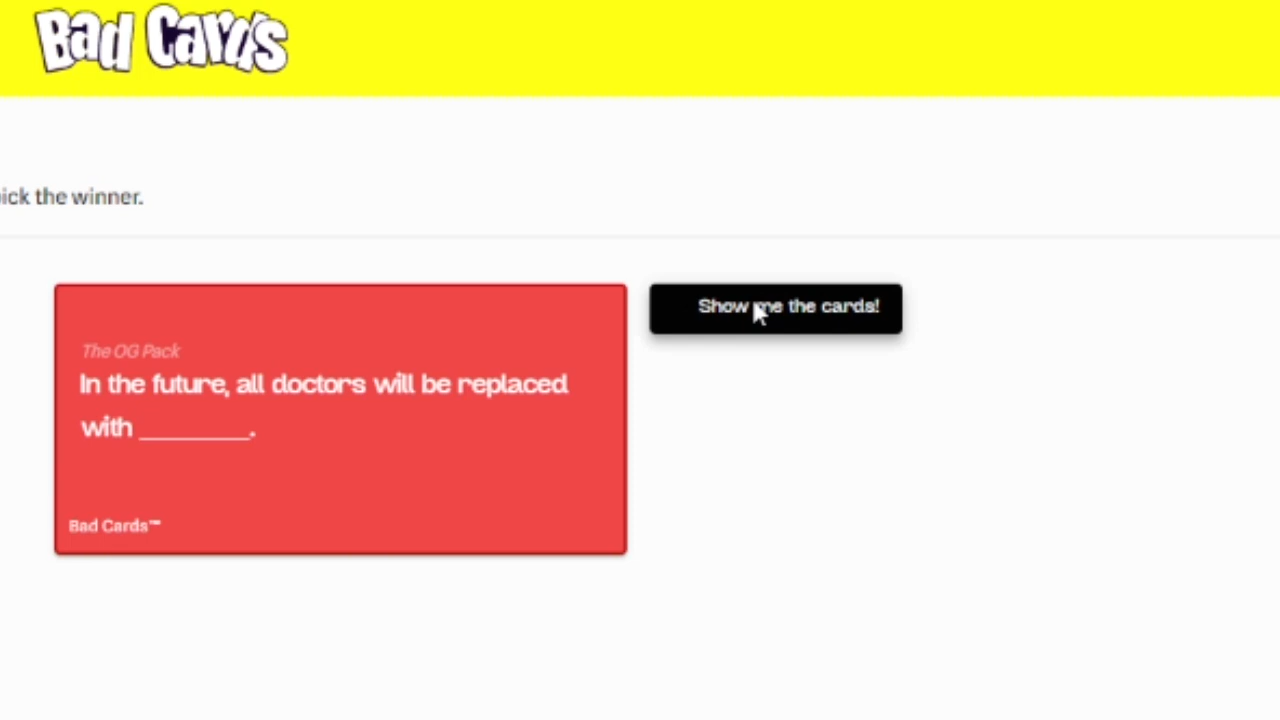 Bad Cards
pick the winner.
The OG Pack
Show me the cards!
In the future, all doctors will be replaced
with ________.
Bad Cards™